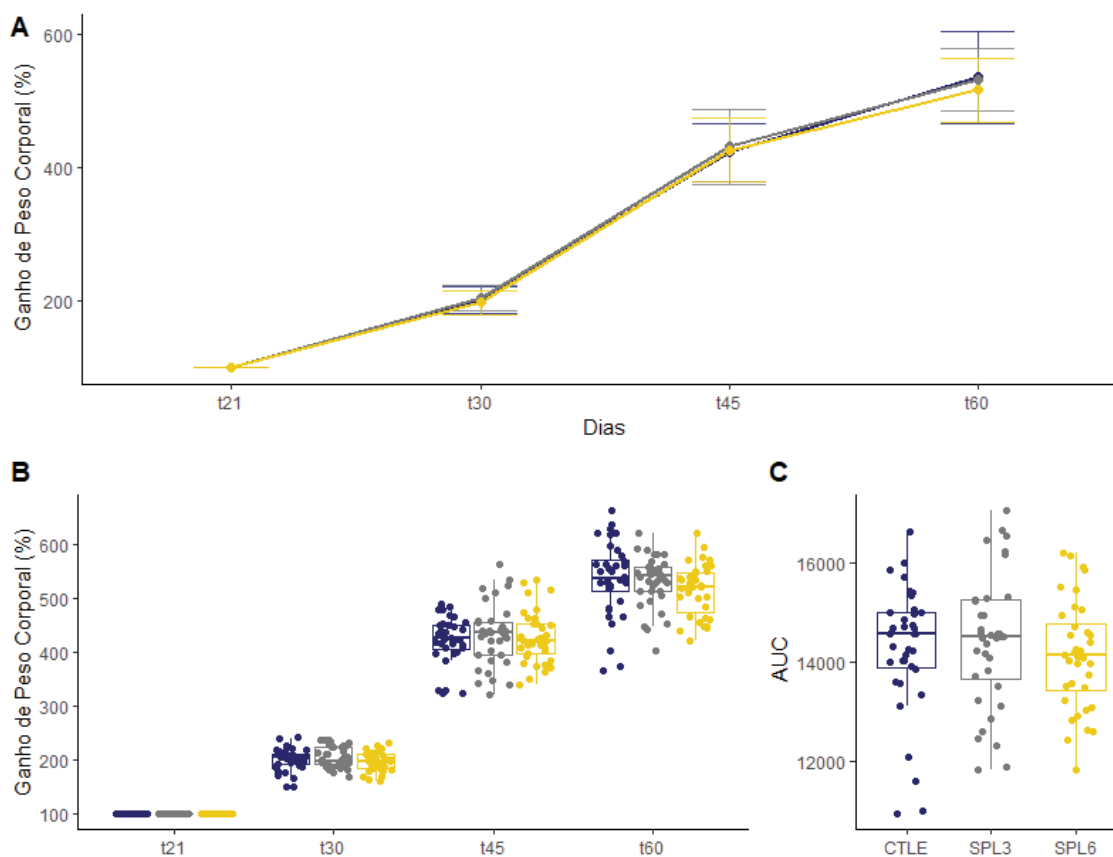 A
Ganho de Peso Corporal (%)
600
400
200
t21 t30 t45 t60
Dias
B
Ganho de Peso Corporal (%)
600
500
400
300
200
100
t21 t30 t45 t60
C
AUC
16000
14000
12000
CTLE SPL3 SPL6